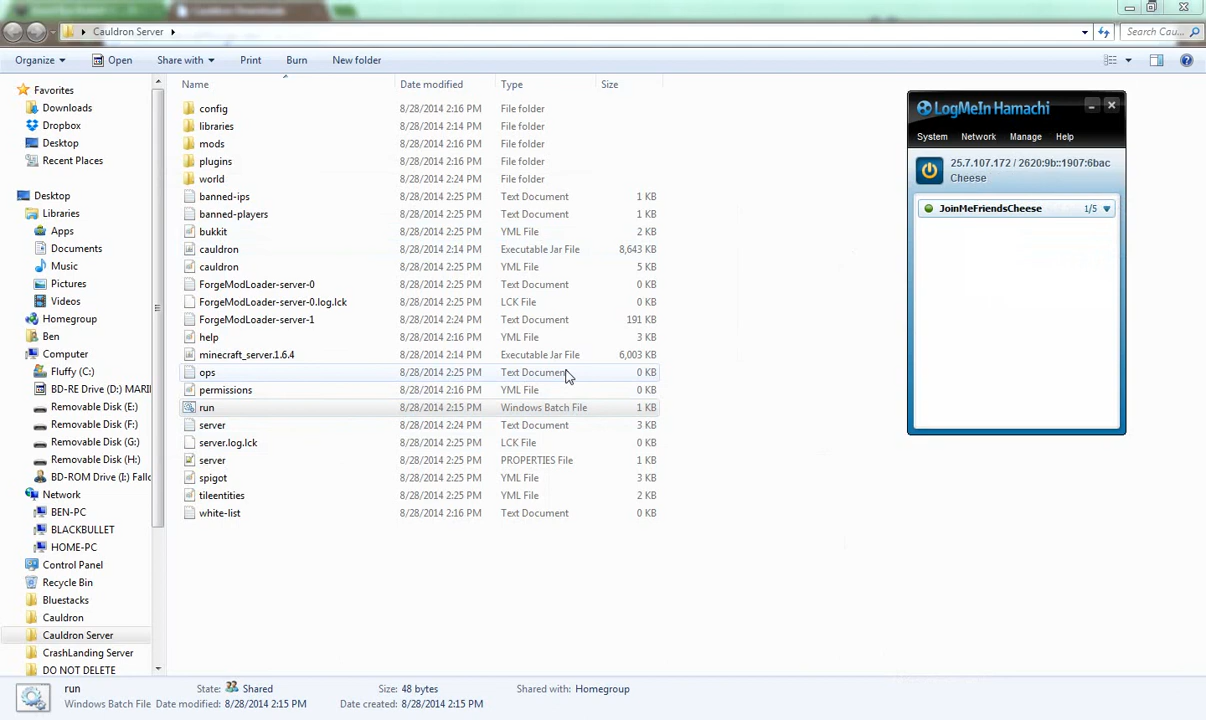 Cauldron Server
Search Cau...
Organize Open Share with Print Burn New folder
Favorites
Downloads
Dropbox
Desktop
Recent Places
Desktop
Libraries
Apps
Documents
Music
Pictures
Videos
Homegroup
Ben
Computer
Fluffy (C:)
BD-RE Drive (D:) MARI
Removable Disk (E:)
Removable Disk (F:)
Removable Disk (G:)
Removable Disk (H:)
BD-ROM Drive (I:) Fallo
Network
BEN-PC
BLACKBULLET
HOME-PC
Control Panel
Recycle Bin
Bluestacks
Cauldron
Cauldron Server
CrashLanding Server
DO NOT DELETE
Name Date modified Type Size
config 8/28/2014 2:16 PM File folder
libraries 8/28/2014 2:14 PM File folder
mods 8/28/2014 2:16 PM File folder
plugins 8/28/2014 2:16 PM File folder
world 8/28/2014 2:25 PM File folder
banned-ips 8/28/2014 2:25 PM Text Document 1 KB
banned-players 8/28/2014 2:25 PM Text Document 1 KB
bukkit 8/28/2014 2:25 PM YML File 2 KB
cauldron 8/28/2014 2:14 PM Executable Jar File 8,643 KB
cauldron 8/28/2014 2:25 PM YML File 5 KB
ForgeModLoader-server-0 8/28/2014 2:25 PM Text Document 0 KB
ForgeModLoader-server-0.log.lck 8/28/2014 2:25 PM LCK File 0 KB
ForgeModLoader-server-1 8/28/2014 2:24 PM Text Document 191 KB
help 8/28/2014 2:16 PM YML File 3 KB
minecraft_server.1.6.4 8/28/2014 2:14 PM Executable Jar File 6,003 KB
ops 8/28/2014 2:25 PM Text Document 0 KB
permissions 8/28/2014 2:16 PM YML File 0 KB
run 8/28/2014 2:15 PM Windows Batch File 1 KB
server 8/28/2014 2:25 PM Text Document 3 KB
server.log.lck 8/28/2014 2:25 PM LCK File 0 KB
server 8/28/2014 2:25 PM PROPERTIES File 1 KB
spigot 8/28/2014 2:25 PM YML File 3 KB
tileentities 8/28/2014 2:25 PM YML File 2 KB
white-list 8/28/2014 2:16 PM Text Document 0 KB
LogMeIn Hamachi
System Network Manage Help
25.7.107.172 / 2620:9b::1907:6bac
Cheese
JoinMeFriendsCheese 1/5
run State: Shared Size: 48 bytes Shared with: Homegroup
Windows Batch File Date modified: 8/28/2014 2:15 PM Date created: 8/28/2014 2:15 PM